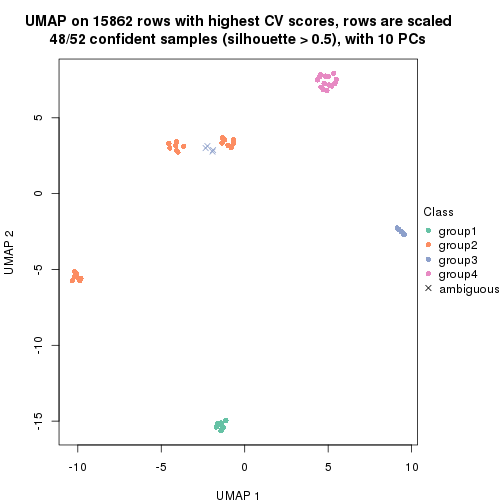 UMAP on 15862 rows with highest CV scores, rows are scaled
48/52 confident samples (silhouette > 0.5), with 10 PCs
5
0
-5
-10
-15
UMAP 2
-10 -5 0 5 10
UMAP 1
Class
group1
group2
group3
group4
ambiguous